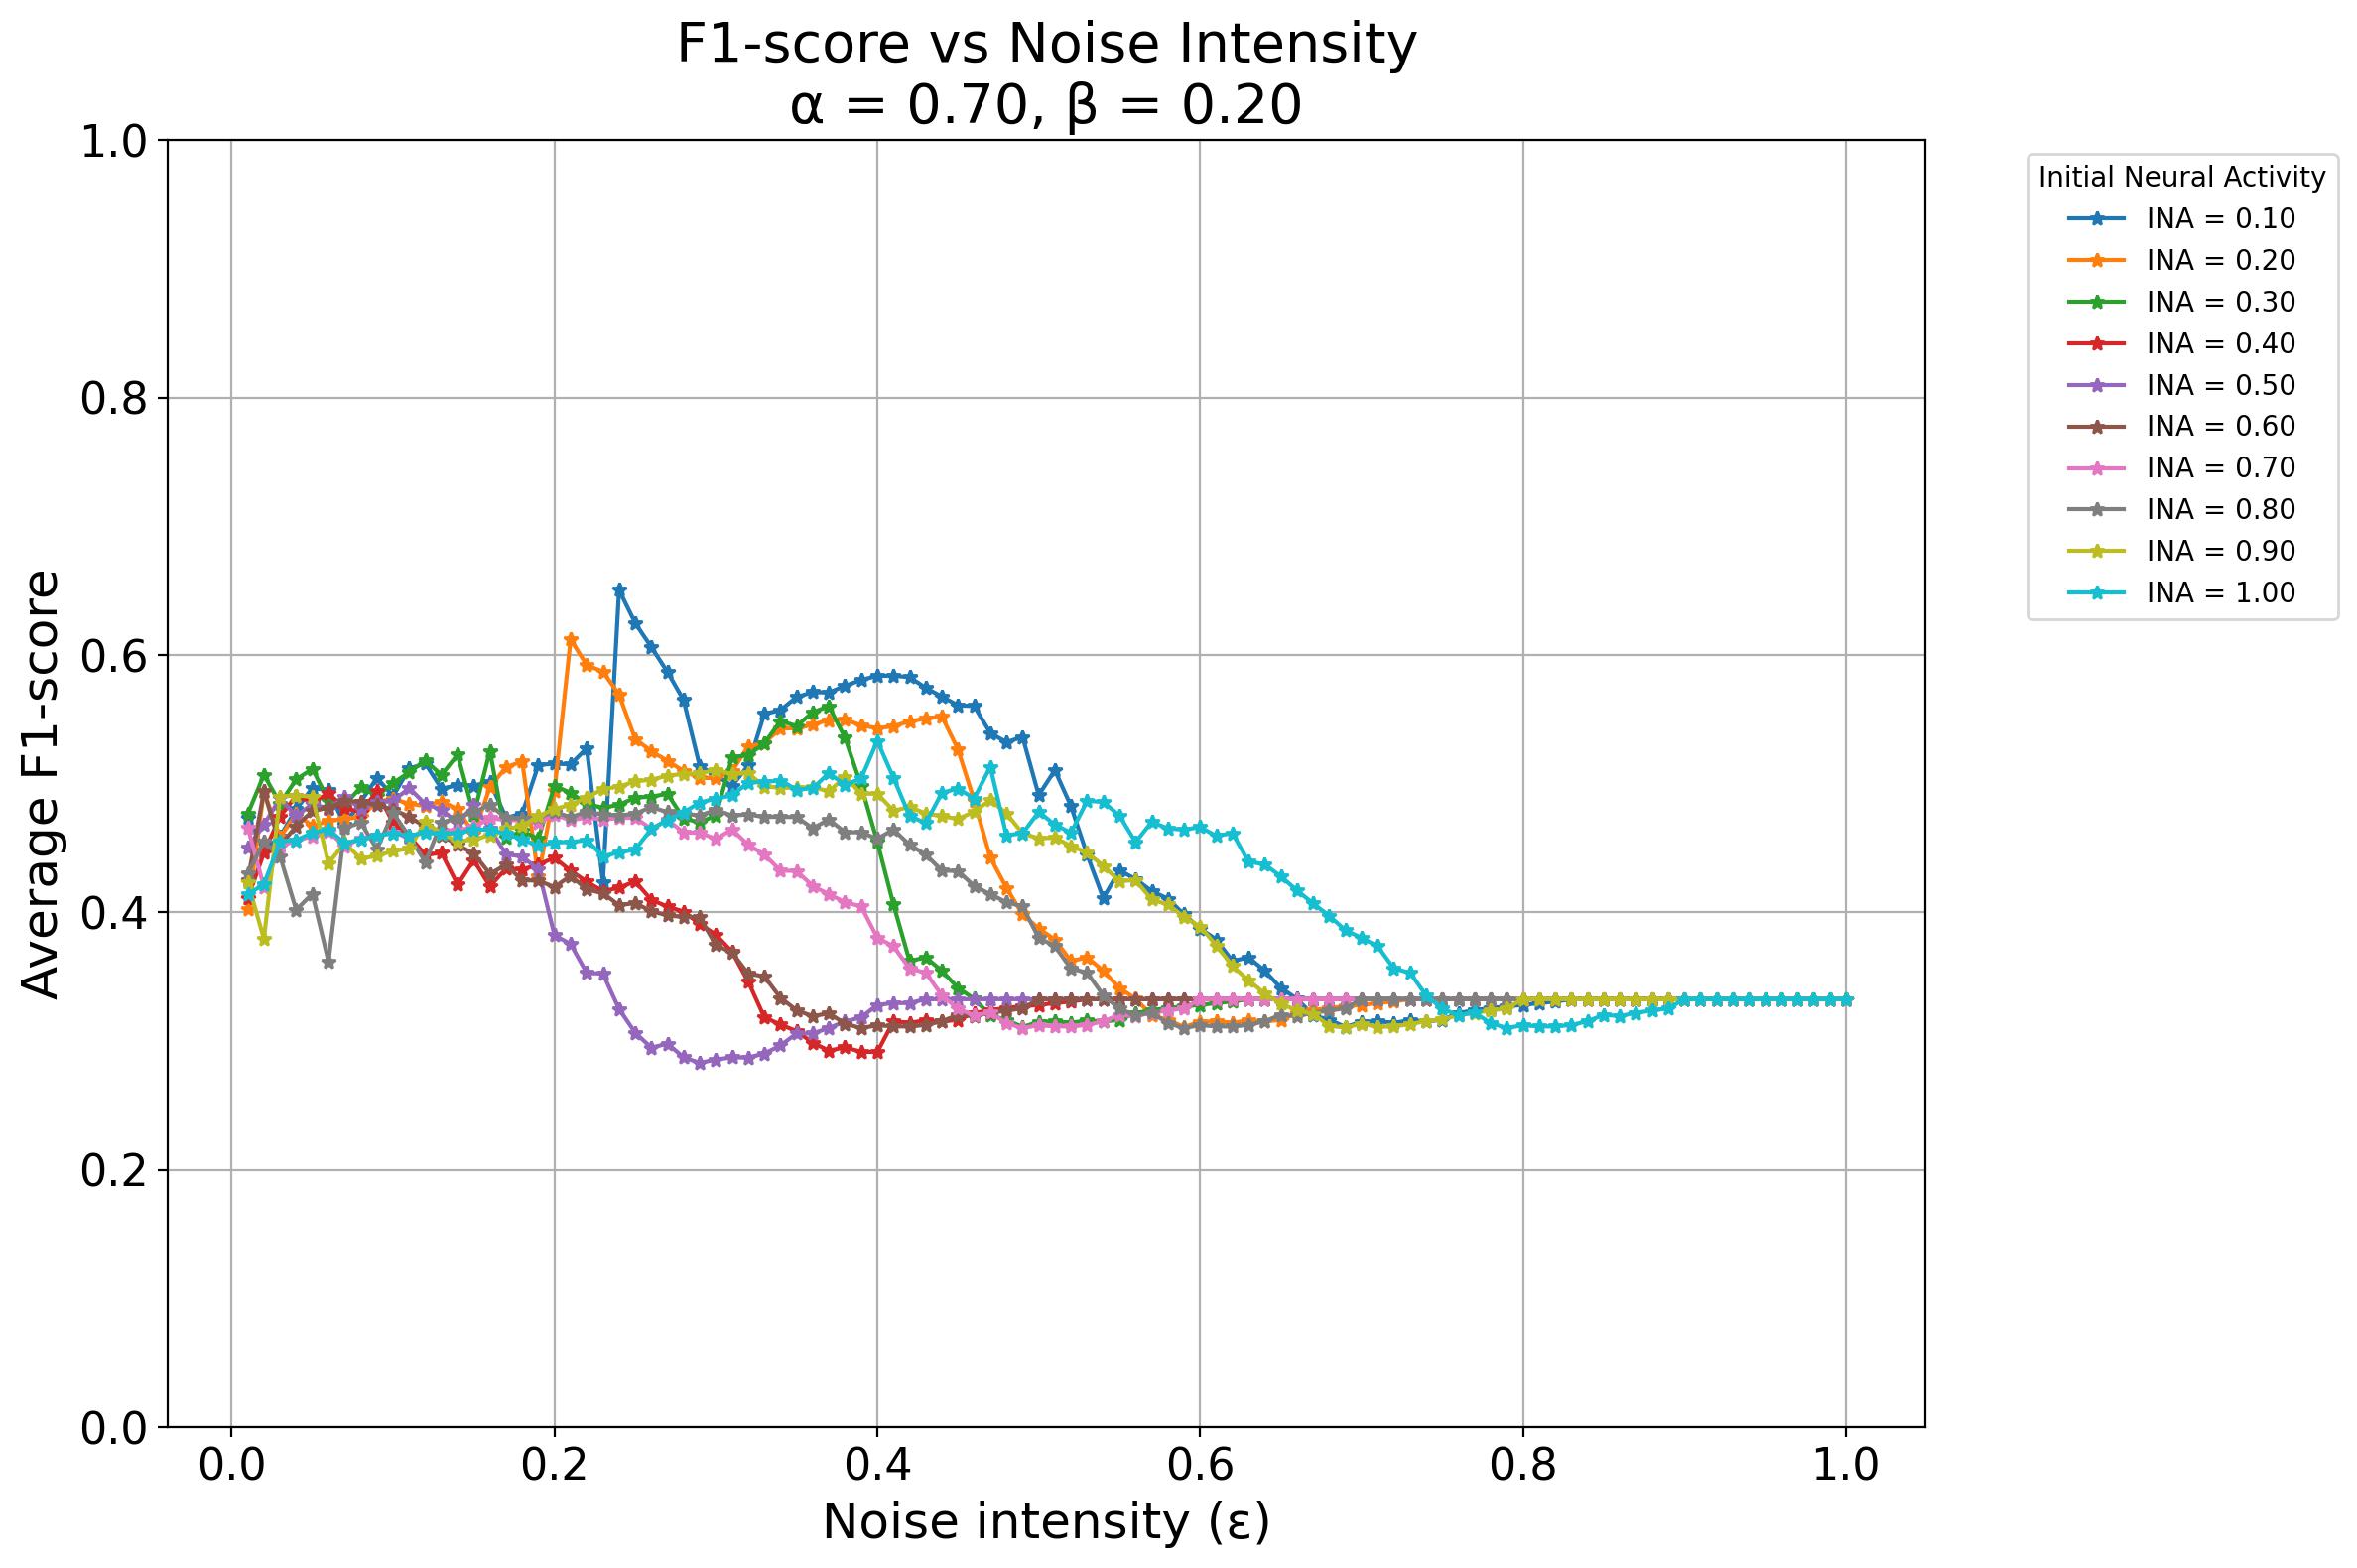 F1-score vs Noise Intensity
α = 0.70, β = 0.20
1.0
0.8
0.6
0.4
0.2
0.0
Average F1-score
0.0 0.2 0.4 0.6 0.8 1.0
Noise intensity (ε)
Initial Neural Activity
INA = 0.10
INA = 0.20
INA = 0.30
INA = 0.40
INA = 0.50
INA = 0.60
INA = 0.70
INA = 0.80
INA = 0.90
INA = 1.00